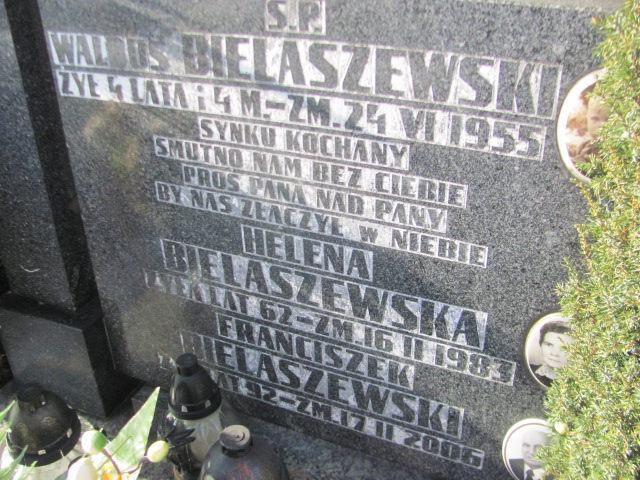 Ś.P.
WALDUŚ BIELASZEWSKI
ŻYŁ 4 LATA i 4 M.-ZM. 24 VI 1955
SYNKU KOCHANY
SMUTNO NAM BEZ CIEBIE
PROŚ PANA NAD PANY
BY NAS ZŁĄCZYŁ W NIEBIE
HELENA
BIELASZEWSKA
ŻYŁA LAT 62-ZM. 16 II 1983
FRANCISZEK
BIELASZEWSKI
LAT 92-ZM 17 II 2006